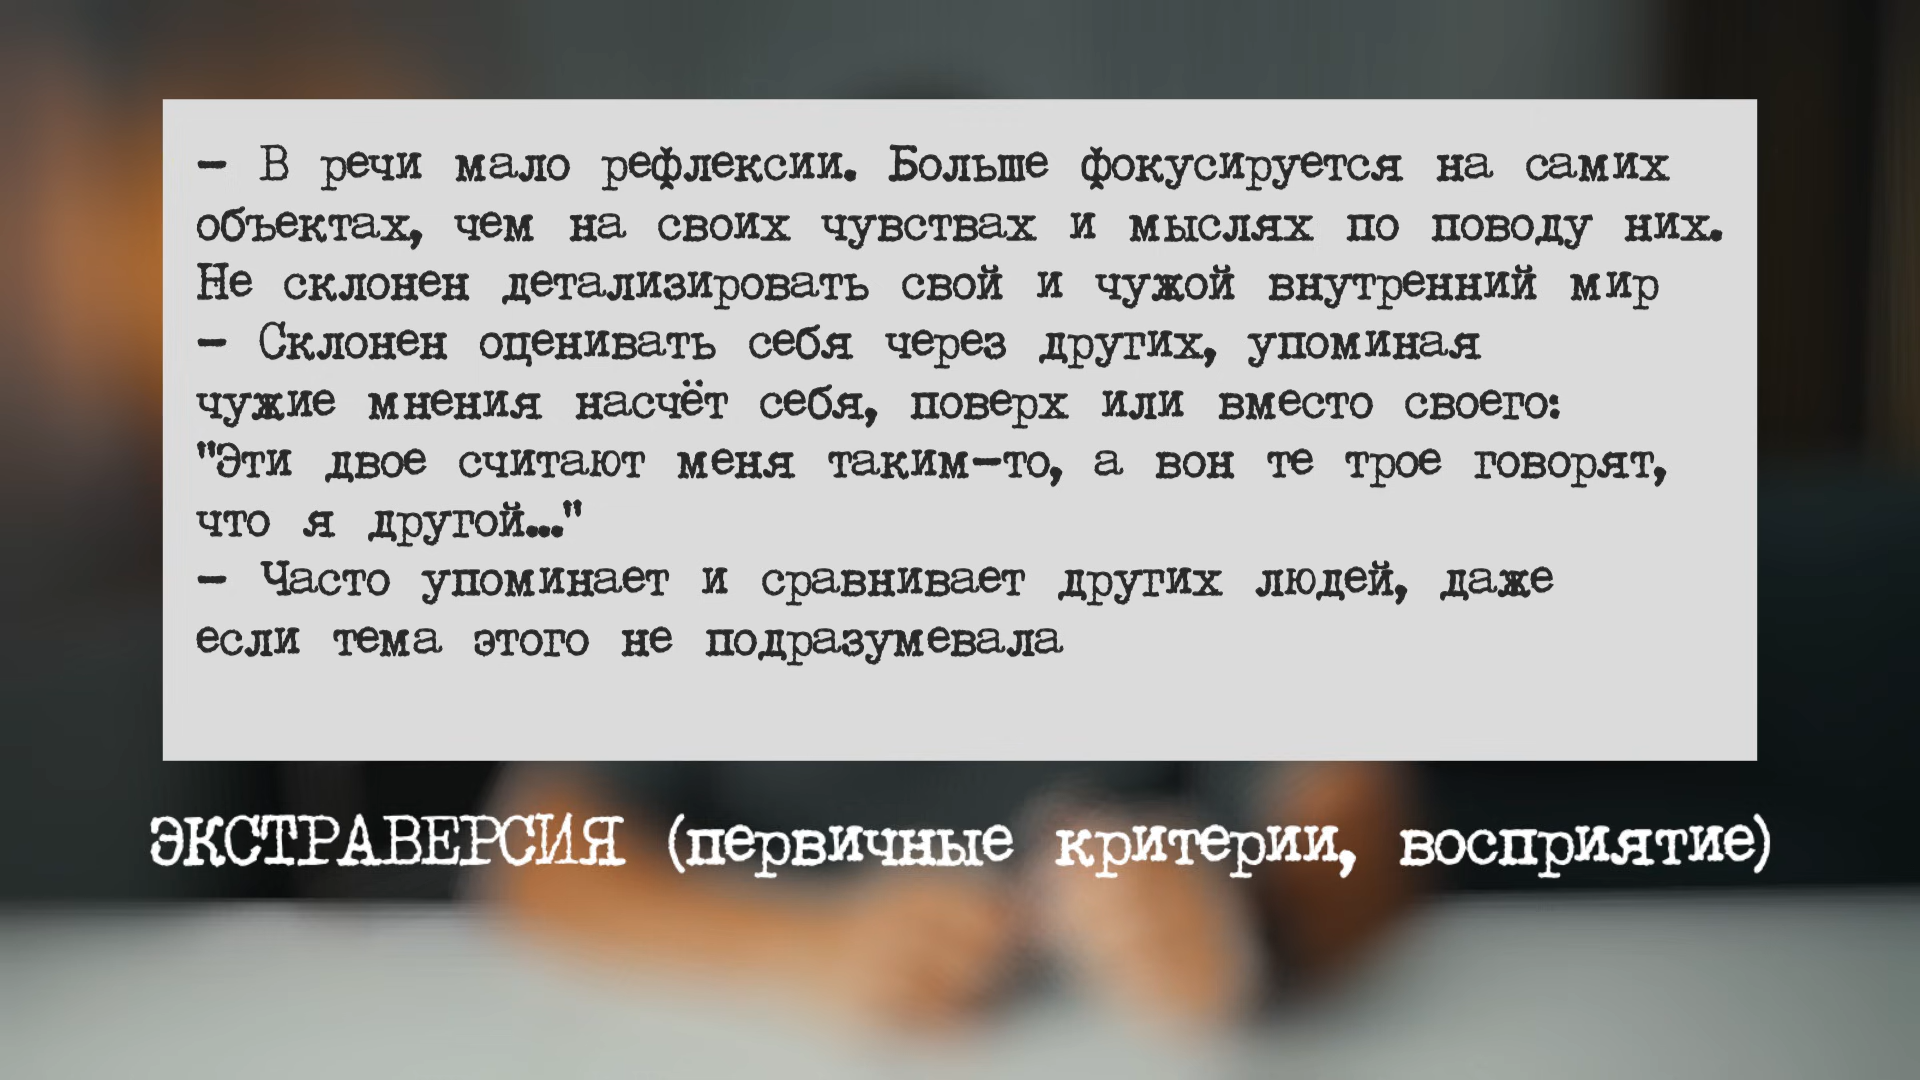 - В речи мало рефлексии. Больше фокусируется на самих
объектах, чем на своих чувствах и мыслях по поводу них.
Не склонен детализировать свой и чужой внутренний мир
- Склонен оценивать себя через других, упоминая
чужие мнения насчёт себя, поверх или вместо своего:
"Эти двое считают меня таким-то, а вон те трое говорят,
что я другой..."
- Часто упоминает и сравнивает других людей, даже
если тема этого не подразумевала
ЭКСТРАВЕРСИЯ (первичные критерии, восприятие)